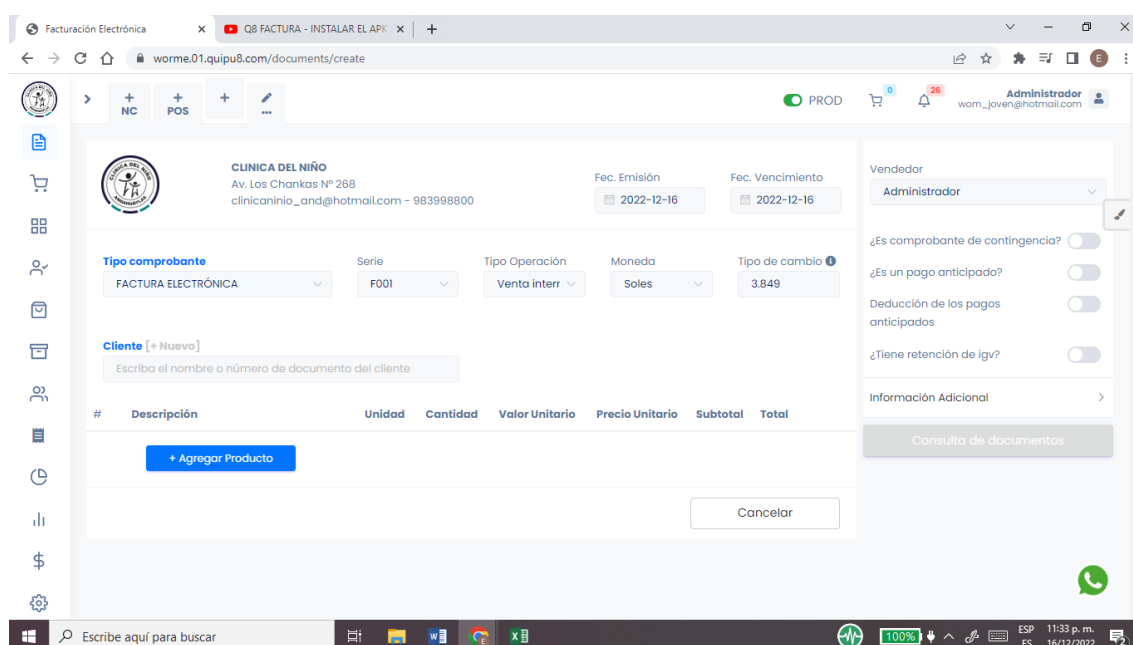 Facturación Electrónica
Q8 FACTURA - INSTALAR EL APK
worme.01.quipu8.com/documents/create
E
+ NC
+ POS
+
...
PROD
0
26
Administrador
wom_joven@hotmail.com
CLINICA DEL NIÑO
Av. Los Chankas Nº 268
clinicaninio_and@hotmail.com - 983998800
Fec. Emisión
Fec. Vencimiento
2022-12-16
2022-12-16
Vendedor
Administrador
¿Es comprobante de contingencia?
¿Es un pago anticipado?
Deducción de los pagos
anticipados
¿Tiene retención de igv?
Información Adicional
Consulta de documentos
Tipo comprobante
Serie
Tipo Operación
Moneda
Tipo de cambio
FACTURA ELECTRÓNICA
F001
Venta interr
Soles
3.849
Cliente [+ Nuevo]
Escriba el nombre o número de documento del cliente
# Descripción Unidad Cantidad Valor Unitario Precio Unitario Subtotal Total
+ Agregar Producto
Cancelar
Escribe aquí para buscar
100%
ESP
ES
11:33 p. m.
16/12/2022
2